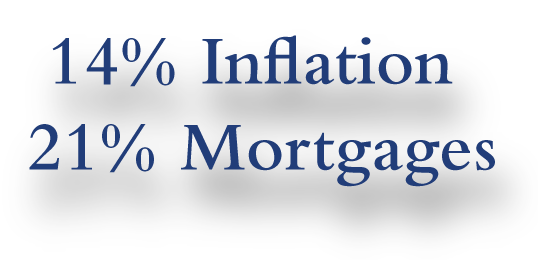 14% Inflation
21% Mortgages